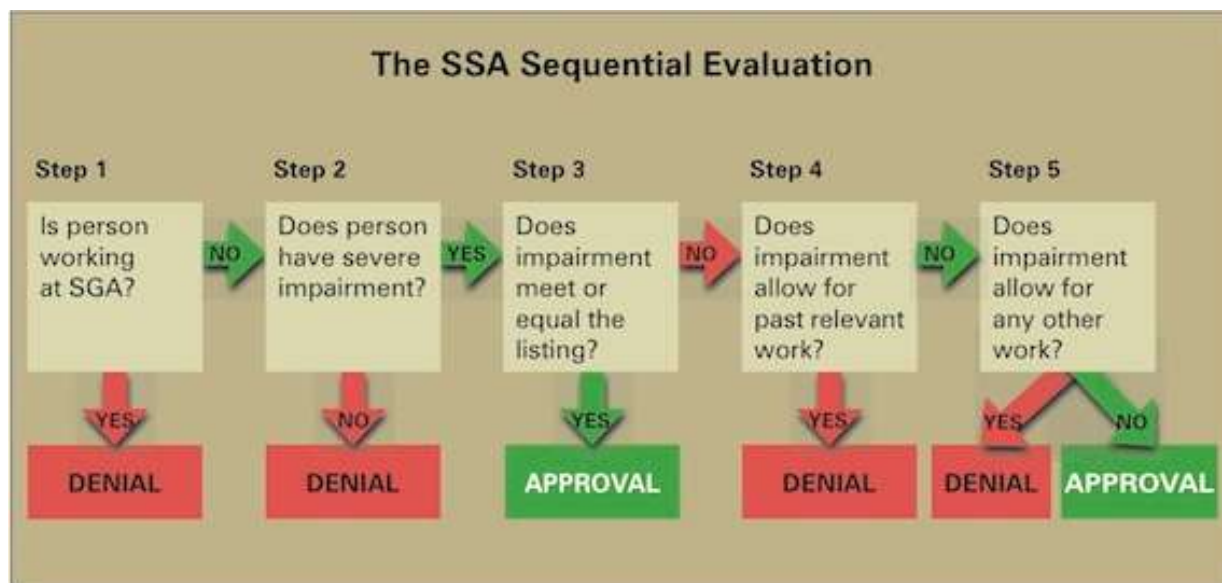 The SSA Sequential Evaluation
Step 1
Is person
working
at SGA?
NO
YES
DENIAL
Step 2
Does person
have severe
impairment?
YES
NO
DENIAL
Step 3
Does
impairment
meet or
equal the
listing?
NO
YES
APPROVAL
Step 4
Does
impairment
allow for
past relevant
work?
NO
YES
DENIAL
Step 5
Does
impairment
allow for
any other
work?
YES
NO
DENIAL
APPROVAL